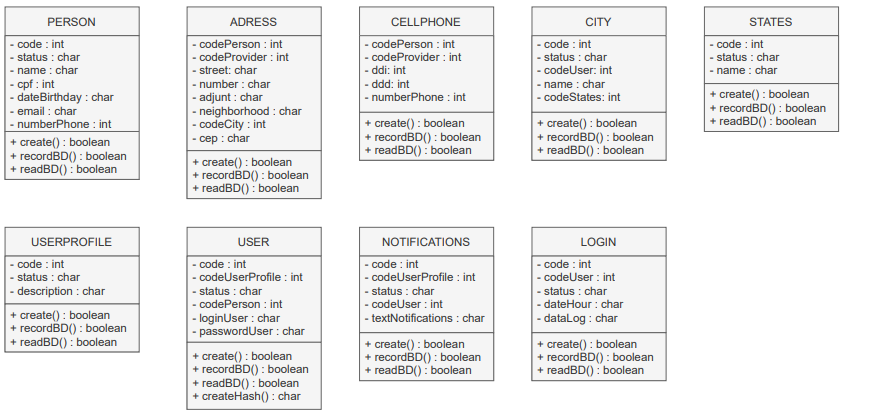 PERSON
- code : int
- status : char
- name : char
- cpf : int
- dateBirthday : char
- email : char
- numberPhone : int
+ create() : boolean
+ recordBD() : boolean
+ readBD() : boolean
ADRESS
- codePerson : int
- codeProvider : int
- street: char
- number : char
- adjunt : char
- neighborhood : char
- codeCity : int
- cep : char
+ create() : boolean
+ recordBD() : boolean
+ readBD() : boolean
CELLPHONE
- codePerson : int
- codeProvider : int
- ddi: int
- ddd: int
- numberPhone : int
+ create() : boolean
+ recordBD() : boolean
+ readBD() : boolean
CITY
- code : int
- status : char
- codeUser: int
- name : char
- codeStates: int
+ create() : boolean
+ recordBD() : boolean
+ readBD() : boolean
STATES
- code : int
- status : char
- name : char
+ create() : boolean
+ recordBD() : boolean
+ readBD() : boolean
USERPROFILE
- code : int
- status : char
- description : char
+ create() : boolean
+ recordBD() : boolean
+ readBD() : boolean
USER
- code : int
- codeUserProfile : int
- status : char
- codePerson : int
- loginUser : char
- passwordUser : char
+ create() : boolean
+ recordBD() : boolean
+ readBD() : boolean
+ createHash() : char
NOTIFICATIONS
- code : int
- codeUserProfile : int
- status : char
- codeUser : int
- textNotifications : char
+ create() : boolean
+ recordBD() : boolean
+ readBD() : boolean
LOGIN
- code : int
- codeUser : int
- status : char
- dateHour : char
- dataLog : char
+ create() : boolean
+ recordBD() : boolean
+ readBD() : boolean